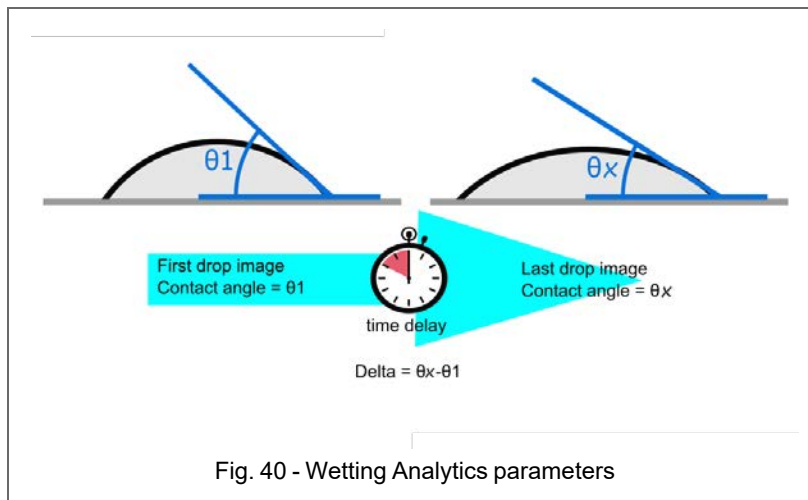 θ1
θx
First drop image
Contact angle = θ1
Last drop image
Contact angle = θx
time delay
Delta = θx-θ1
Fig. 40 - Wetting Analytics parameters